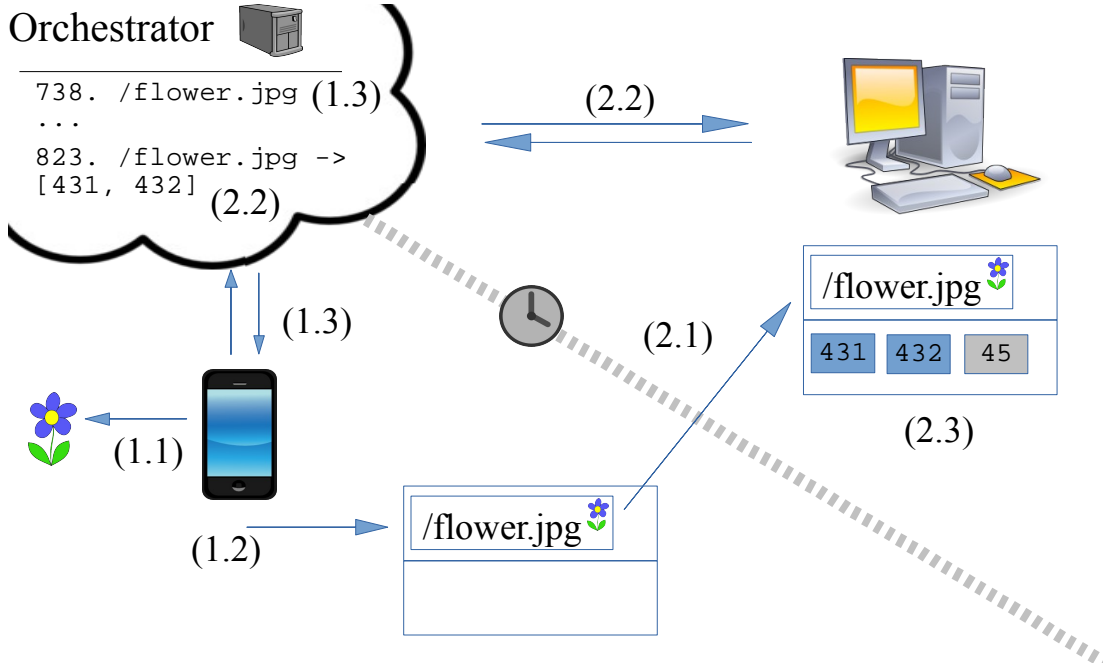 Orchestrator
738. /flower.jpg (1.3)
...
823. /flower.jpg ->
[431, 432]
(2.2)
(2.2)
(1.3)
(2.1)
/flower.jpg
431 432 45
(2.3)
(1.1)
(1.2)
/flower.jpg